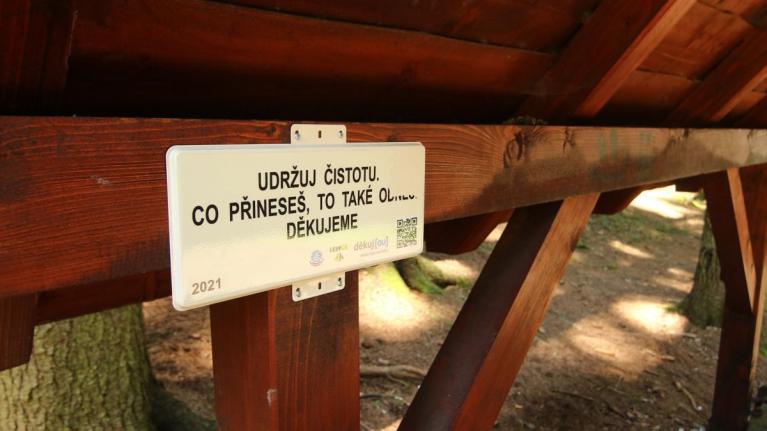 UDRŽUJ ČISTOTU.
CO PŘINESEŠ, TO TAKÉ ODNES.
DĚKUJEME
děkuj[ou]
2021